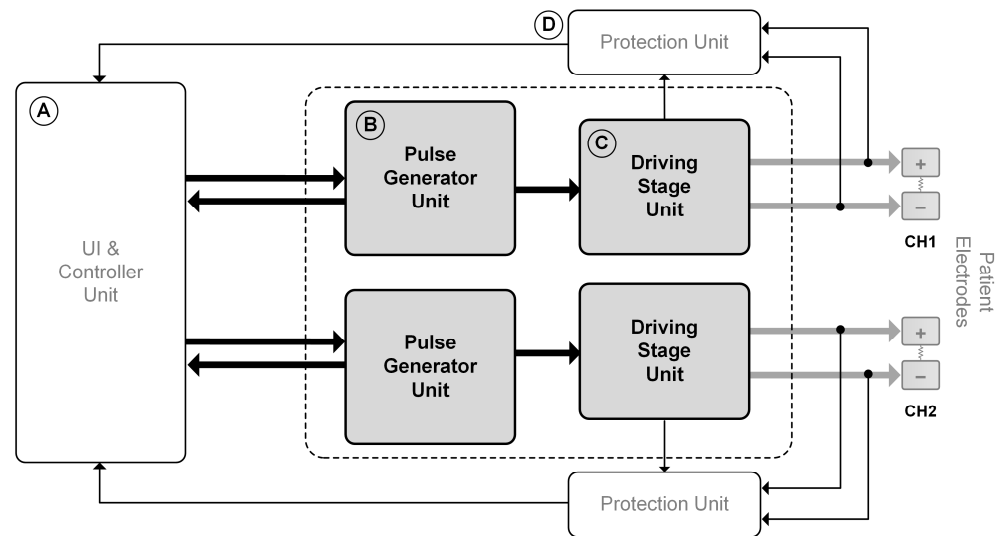 D
Protection Unit
A
B
Pulse
Generator
Unit
C
Driving
Stage
Unit
+
−
CH1
UI &
Controller
Unit
Patient
Electrodes
Pulse
Generator
Unit
Driving
Stage
Unit
+
−
CH2
Protection Unit